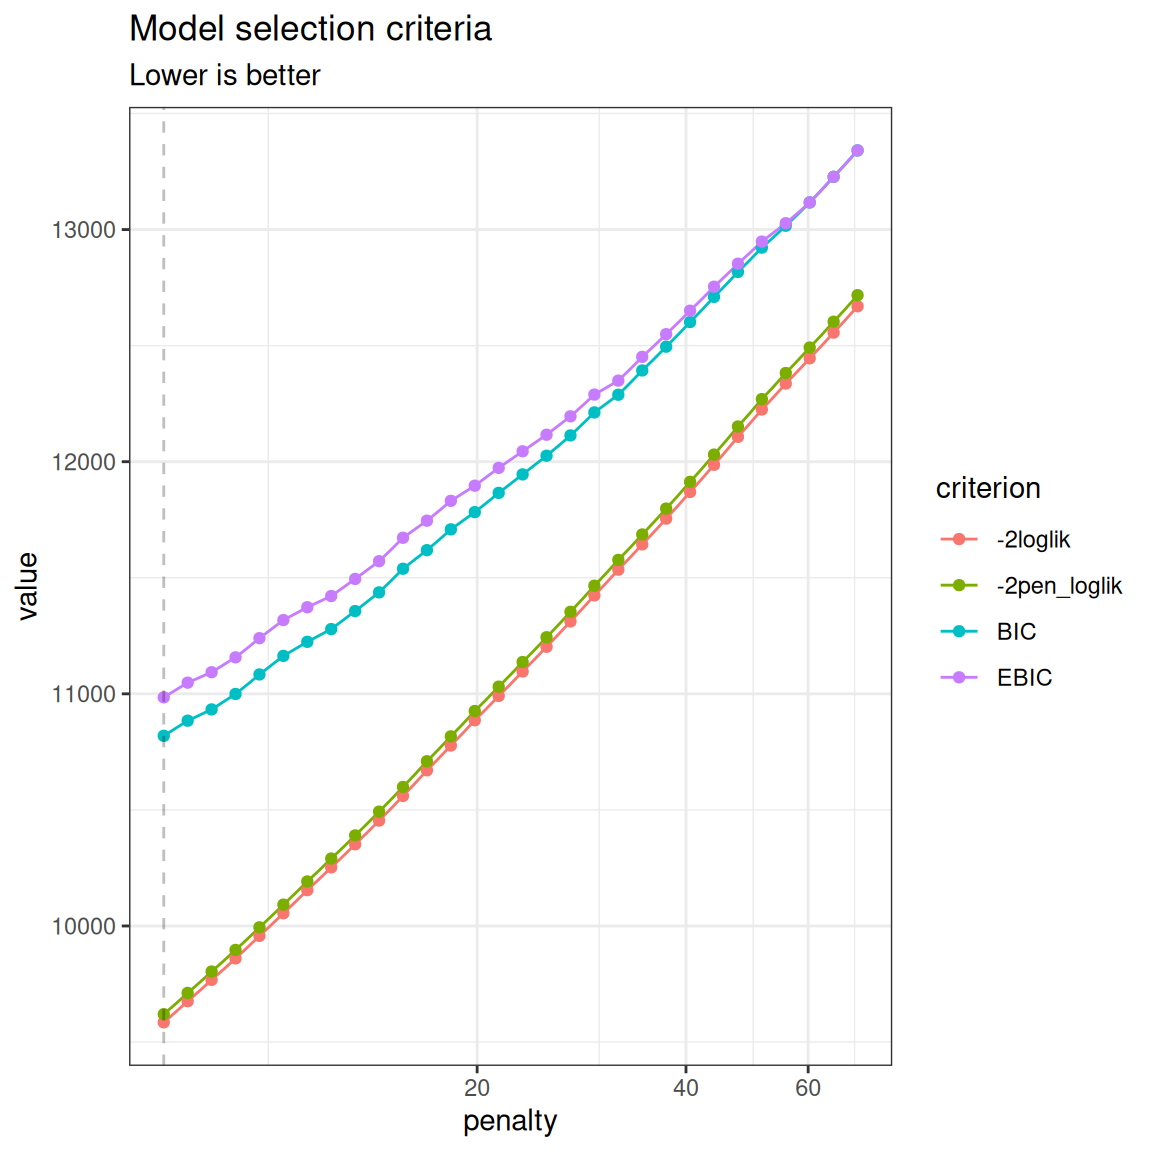 Model selection criteria
Lower is better
13000
12000
11000
10000
value
20
40
60
penalty
criterion
-2loglik
-2pen_loglik
BIC
EBIC